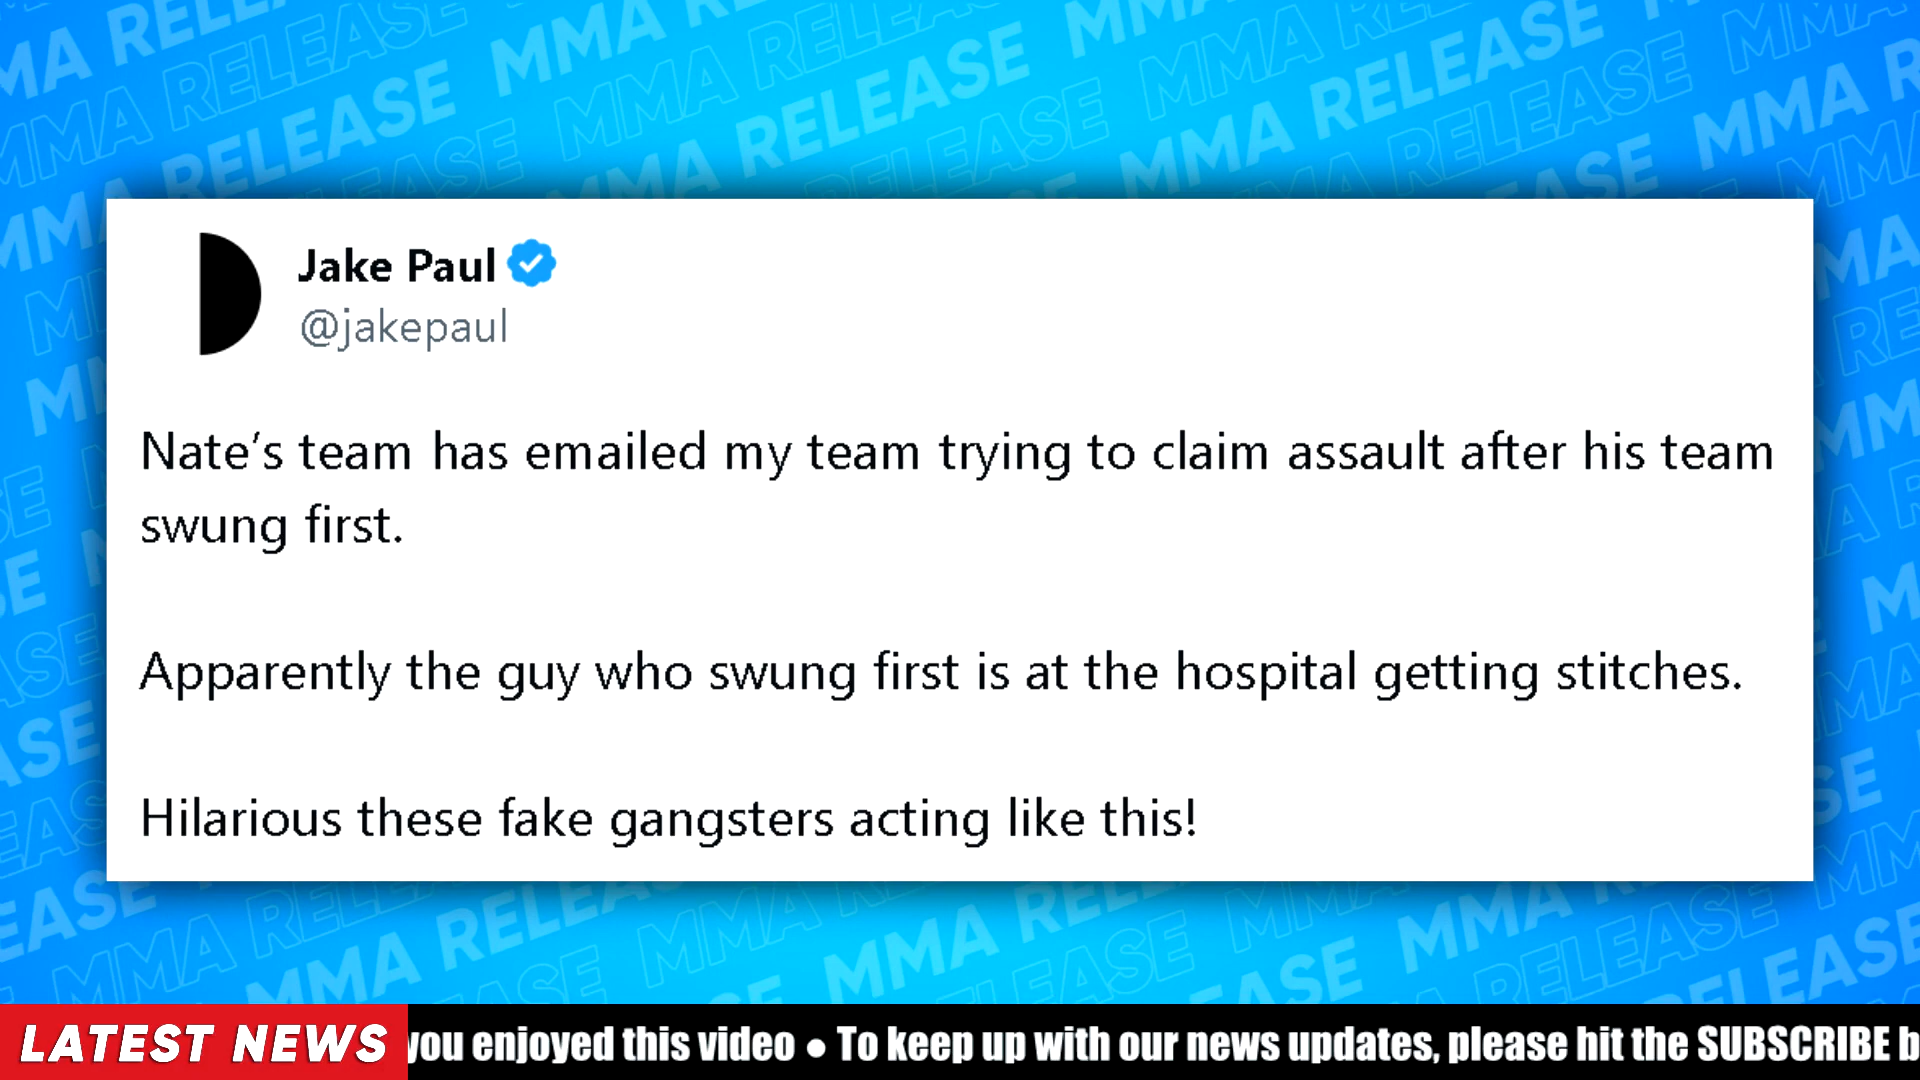 Jake Paul
@jakepaul
Nate’s team has emailed my team trying to claim assault after his team
swung first.
Apparently the guy who swung first is at the hospital getting stitches.
Hilarious these fake gangsters acting like this!
LATEST NEWS
you enjoyed this video ● To keep up with our news updates, please hit the SUBSCRIBE b
MMA RELEASE